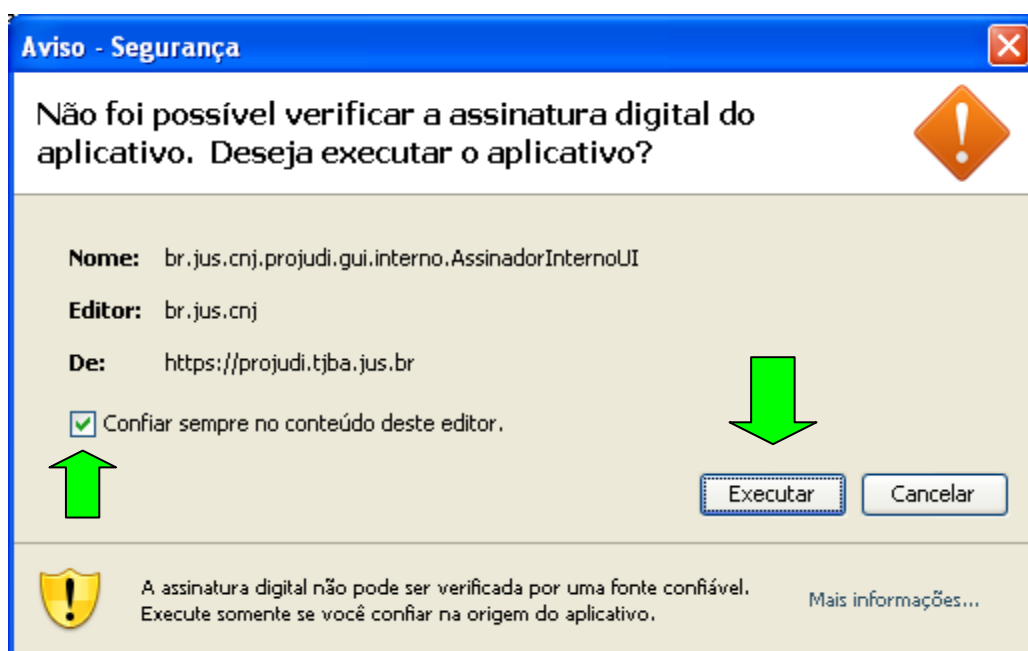 Aviso - Segurança
Não foi possível verificar a assinatura digital do
aplicativo. Deseja executar o aplicativo?
Nome: br.jus.cnj.projudi.gui.interno.AssinadorInternoUI
Editor: br.jus.cnj
De: https://projudi.tjba.jus.br
Confiar sempre no conteúdo deste editor.
Executar Cancelar
A assinatura digital não pode ser verificada por uma fonte confiável.
Execute somente se você confiar na origem do aplicativo.
Mais informações...